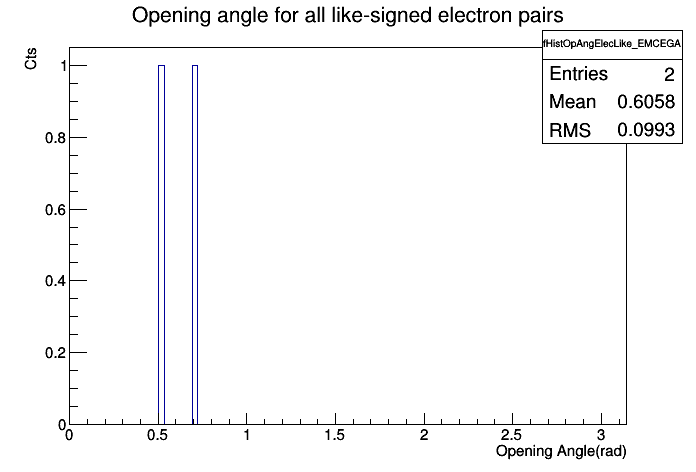 Opening angle for all like-signed electron pairs
fHistOpAngElecLike_EMCEGA
Entries 2
Mean 0.6058
RMS 0.0993
Cts
1
0.8
0.6
0.4
0.2
0
0 0.5 1 1.5 2 2.5 3
Opening Angle(rad)